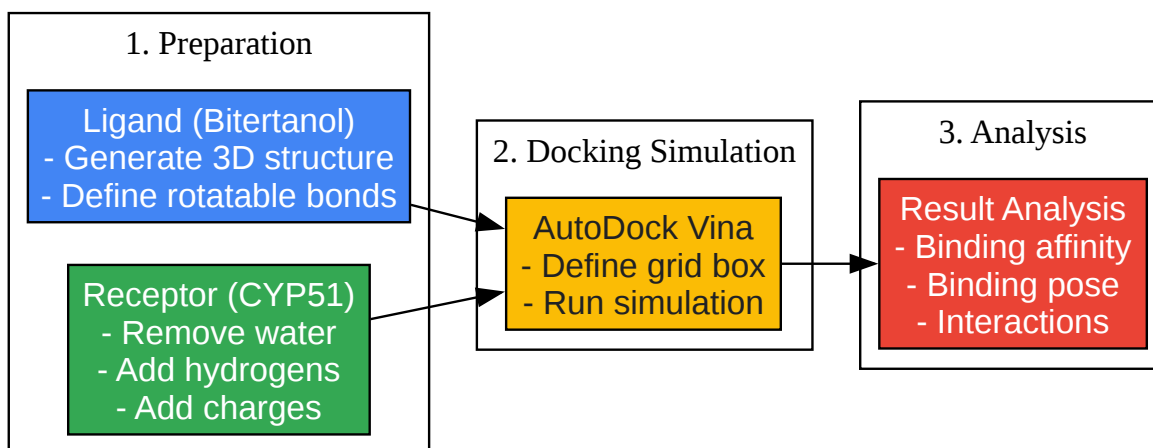 1. Preparation
Ligand (Bitertanol)
- Generate 3D structure
- Define rotatable bonds
Receptor (CYP51)
- Remove water
- Add hydrogens
- Add charges
2. Docking Simulation
AutoDock Vina
- Define grid box
- Run simulation
3. Analysis
Result Analysis
- Binding affinity
- Binding pose
- Interactions